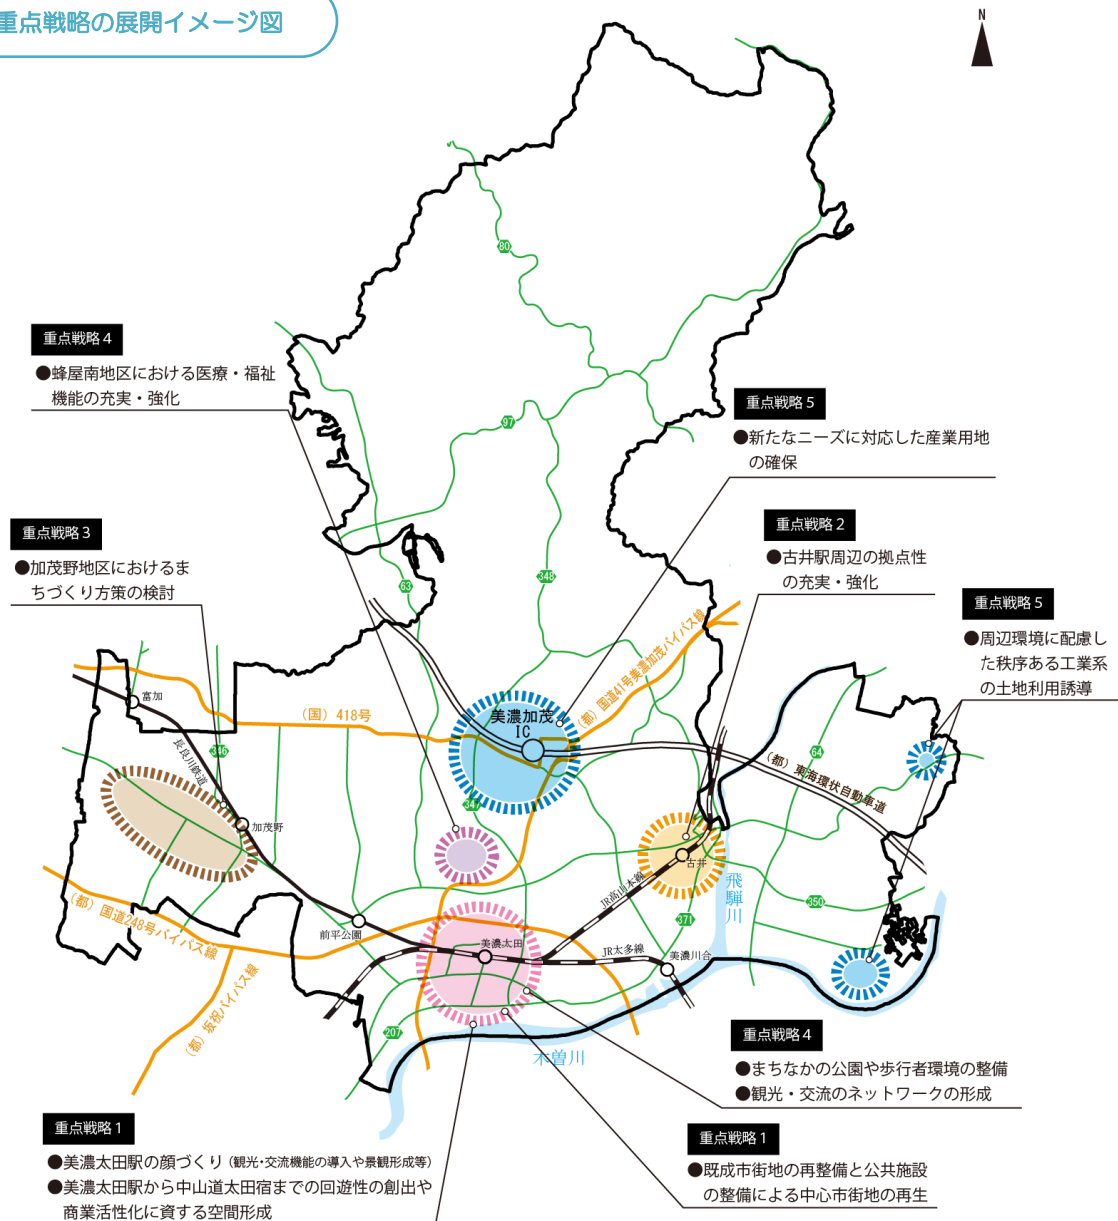 重点戦略の展開イメージ図
N
重点戦略4
●蜂屋南地区における医療・福祉
機能の充実・強化
重点戦略5
●新たなニーズに対応した産業用地
の確保
重点戦略3
●加茂野地区におけるま
ちづくり方策の検討
重点戦略2
●古井駅周辺の拠点性
の充実・強化
重点戦略5
●周辺環境に配慮し
た秩序ある工業系
の土地利用誘導
80
97
348
63
346
347
64
350
371
207
富加
長良川鉄道
加茂野
前平公園
美濃太田
古井
美濃川合
美濃加茂
IC
(国)418号
(都)国道41号美濃加茂バイパス線
(都)東海環状自動車道
(都)国道248号バイパス線
(都)坂祝バイパス線
JR高山本線
JR太多線
飛騨川
木曽川
重点戦略4
●まちなかの公園や歩行者環境の整備
●観光・交流のネットワークの形成
重点戦略1
●美濃太田駅の顔づくり(観光・交流機能の導入や景観形成等)
●美濃太田駅から中山道太田宿までの回遊性の創出や
商業活性化に資する空間形成
重点戦略1
●既成市街地の再整備と公共施設
の整備による中心市街地の再生